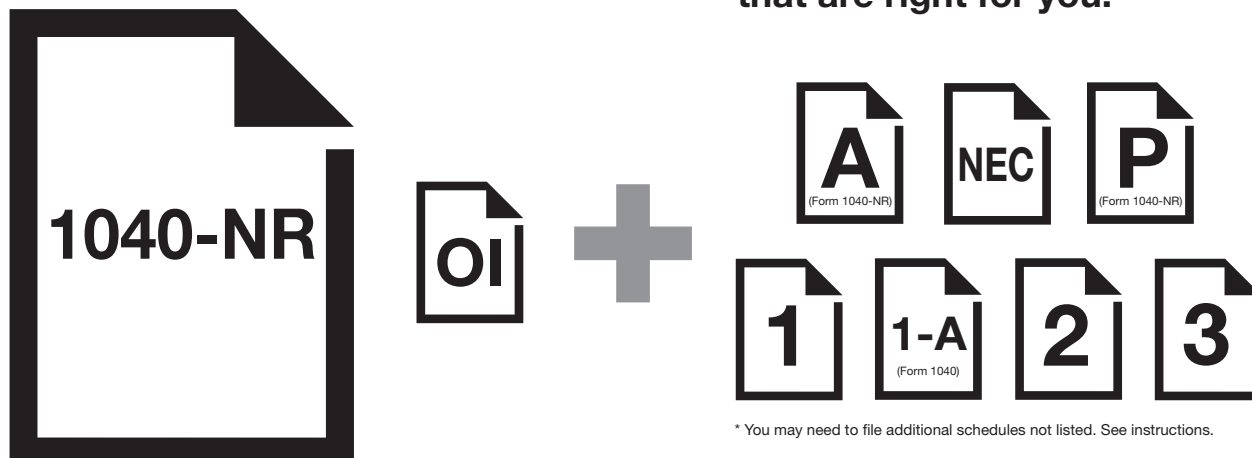 that are right for you.
1040-NR
OI
A
(Form 1040-NR)
NEC
P
(Form 1040-NR)
1
1-A
(Form 1040)
2
3
* You may need to file additional schedules not listed. See instructions.